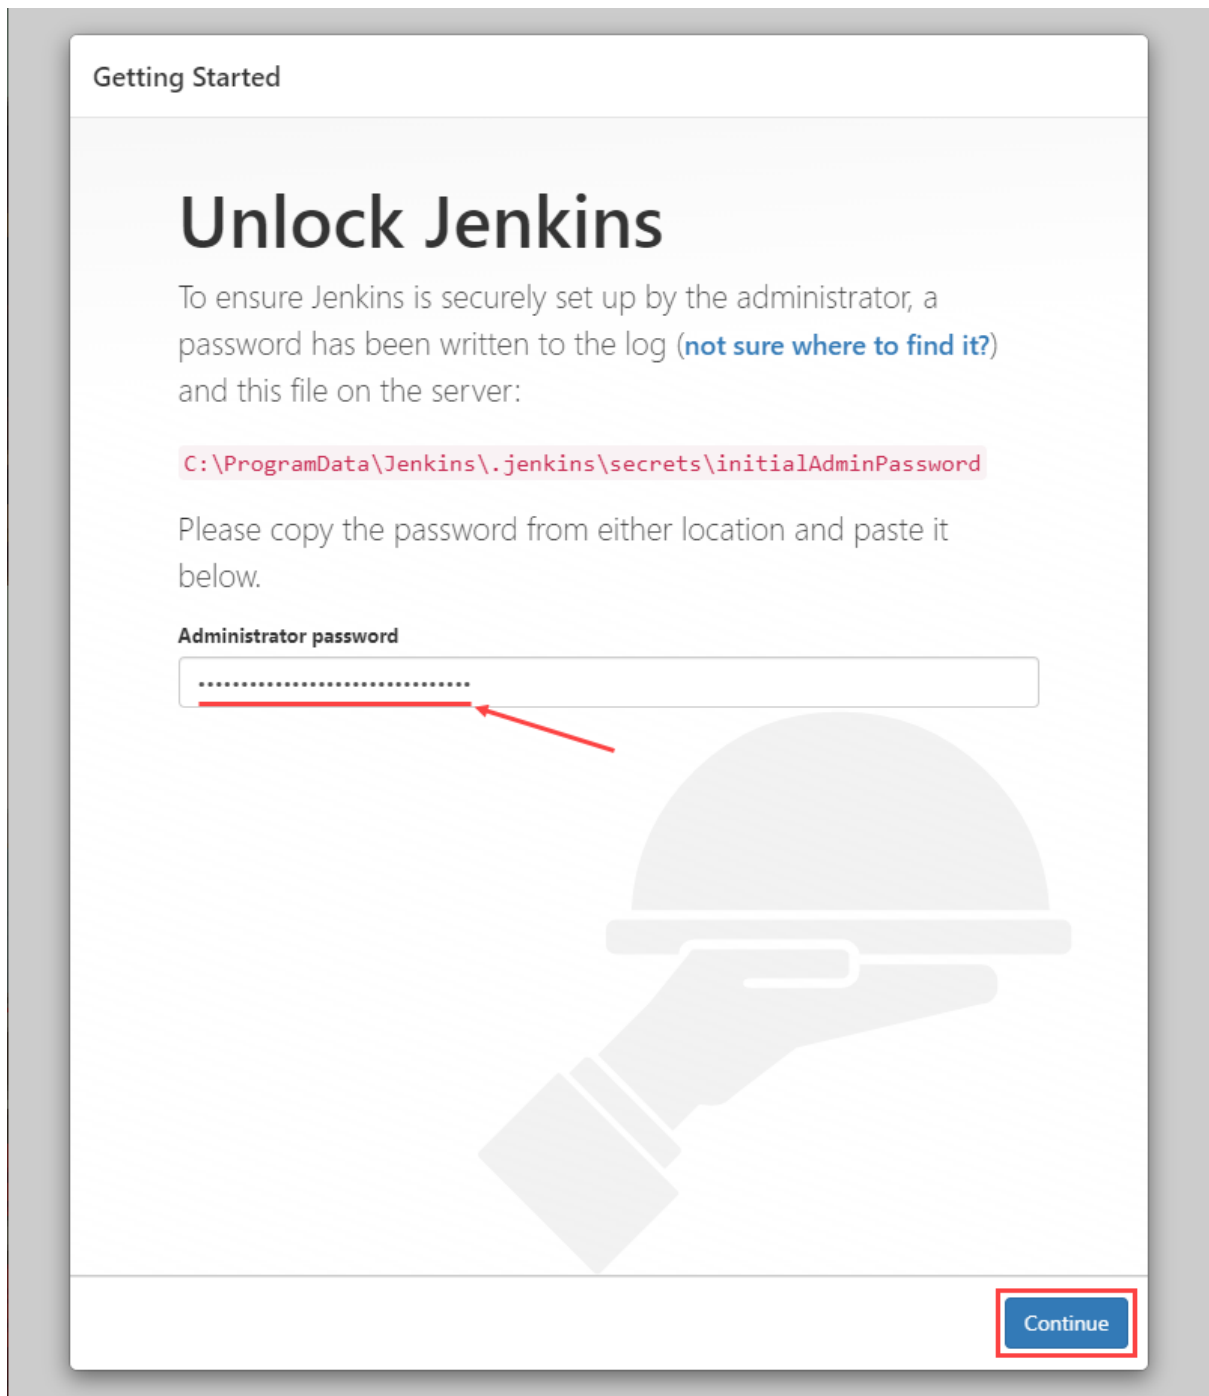 Getting Started
Unlock Jenkins
To ensure Jenkins is securely set up by the administrator, a
password has been written to the log (not sure where to find it?)
and this file on the server:
C:\ProgramData\Jenkins\.jenkins\secrets\initialAdminPassword
Please copy the password from either location and paste it
below.
Administrator password
••••••••••••••••••••••••••••••••
Continue